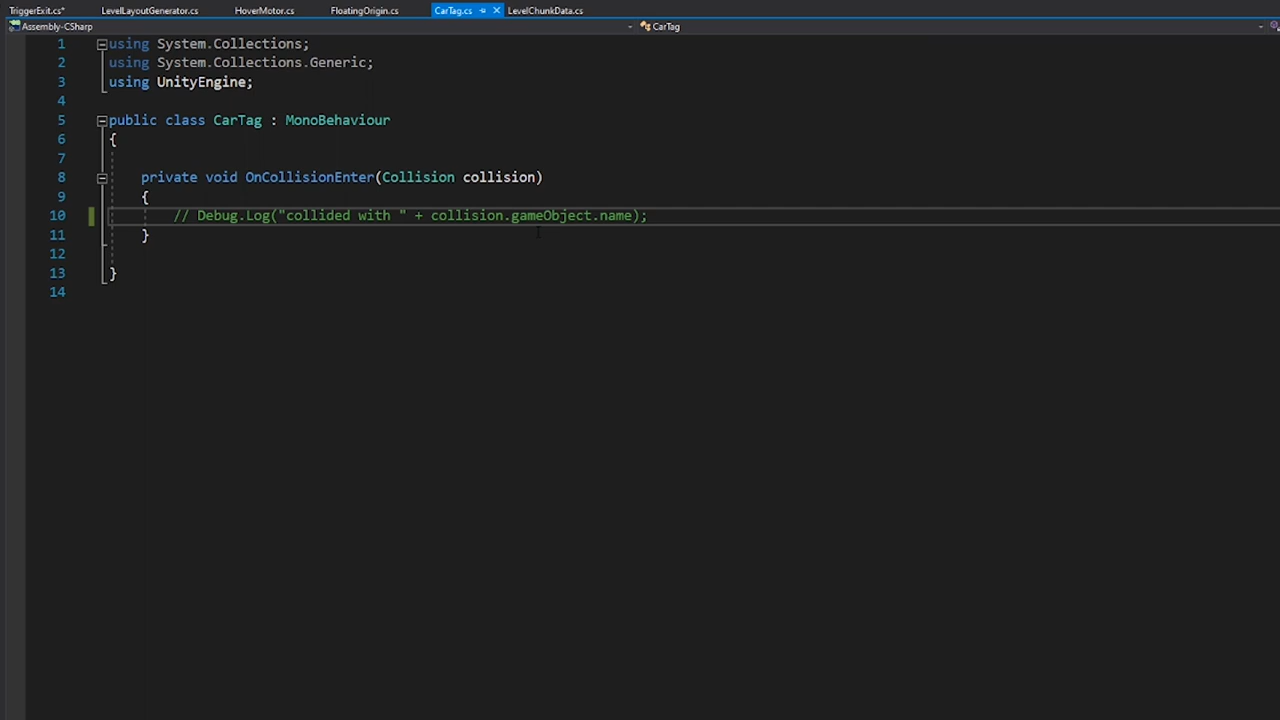 TriggerExit.cs* LevelLayoutGenerator.cs HoverMotor.cs FloatingOrigin.cs CarTag.cs LevelChunkData.cs
Assembly-CSharp CarTag
1 using System.Collections;
2 using System.Collections.Generic;
3 using UnityEngine;
4
5 public class CarTag : MonoBehaviour
6 {
7
8 private void OnCollisionEnter(Collision collision)
9 {
10 // Debug.Log("collided with " + collision.gameObject.name);
11 }
12
13 }
14